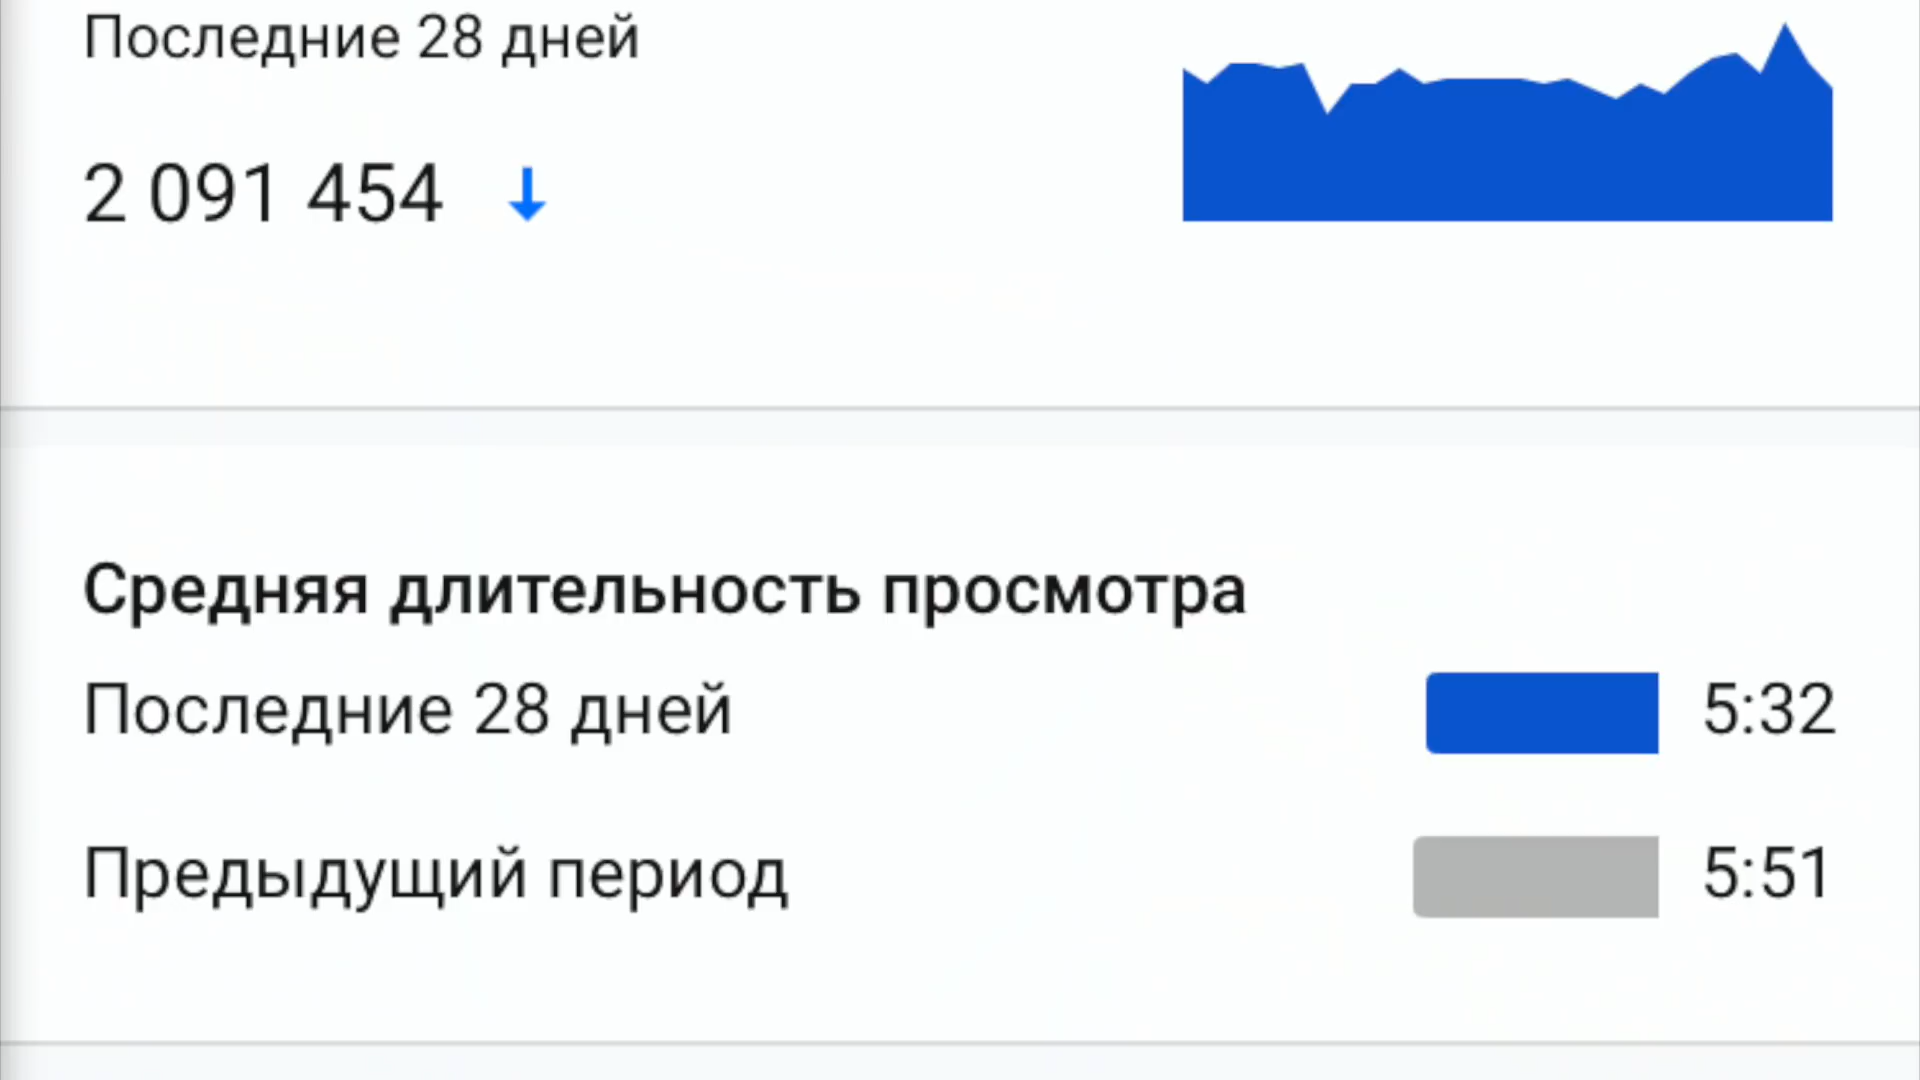 Последние 28 дней
2 091 454
Средняя длительность просмотра
Последние 28 дней
5:32
Предыдущий период
5:51